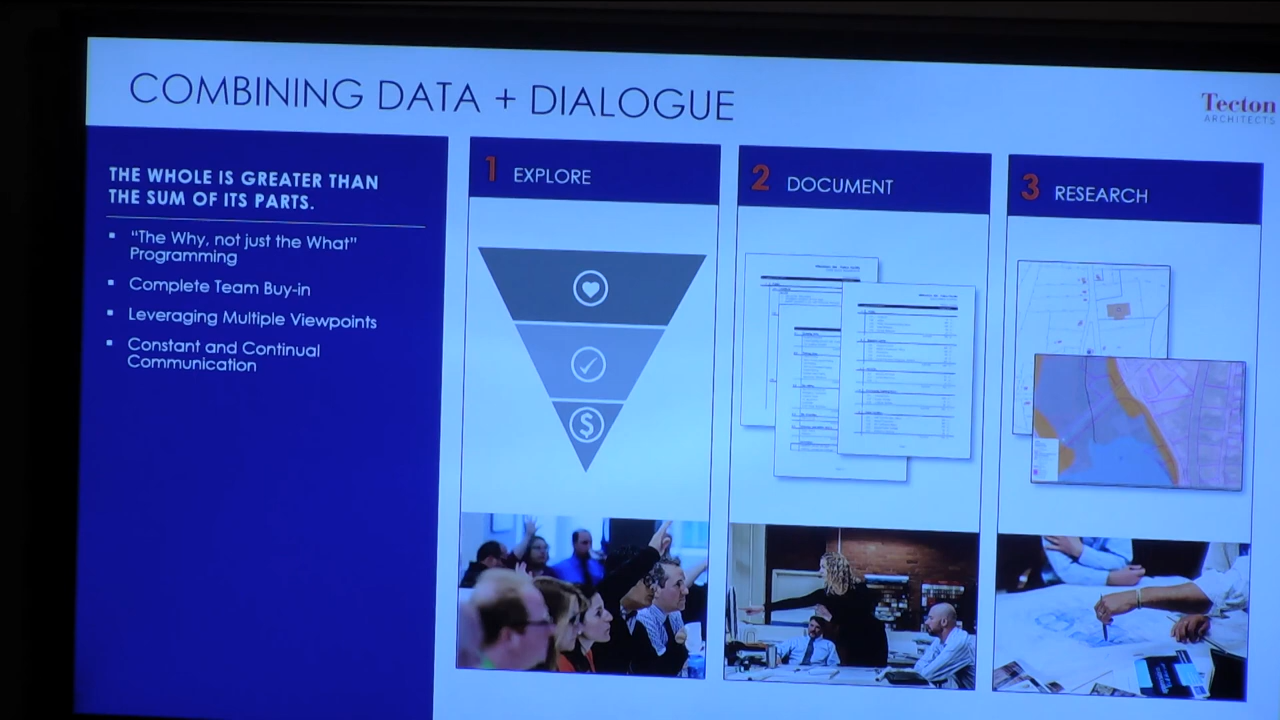 COMBINING DATA + DIALOGUE
Tecton
ARCHITECTS
THE WHOLE IS GREATER THAN
THE SUM OF ITS PARTS.
▪ “The Why, not just the What”
Programming
▪ Complete Team Buy-in
▪ Leveraging Multiple Viewpoints
▪ Constant and Continual
Communication
1 EXPLORE
$
2 DOCUMENT
3 RESEARCH